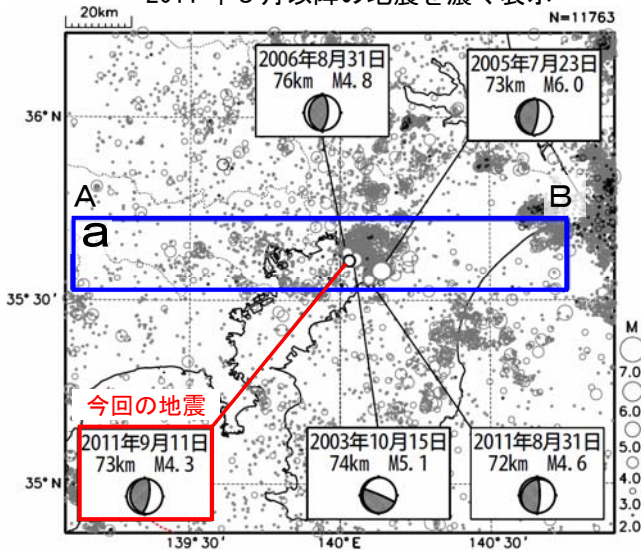 2011年3月以降の地震を濃く表示
20km
N=11763
2006年8月31日
76km M4.8
2005年7月23日
73km M6.0
36°N
A
B
a
35°30'
M
7.0
6.0
5.0
4.0
3.0
2.0
今回の地震
2011年9月11日
73km M4.3
2003年10月15日
74km M5.1
2011年8月31日
72km M4.6
35°N
139°30'
140°E
140°30'